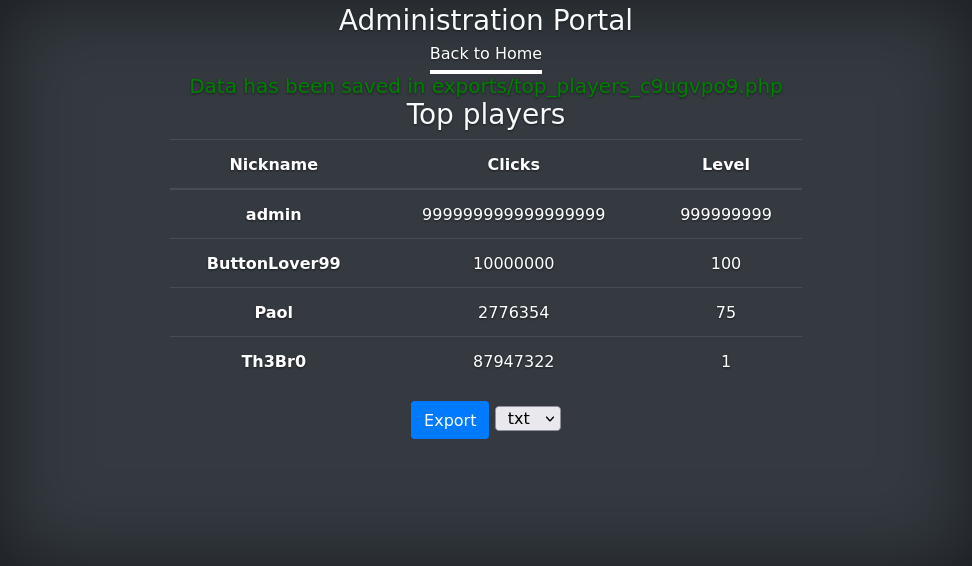 Administration Portal
Back to Home
Data has been saved in exports/top_players_c9ugvpo9.php
Top players
Nickname Clicks Level
admin 999999999999999999 999999999
ButtonLover99 10000000 100
Paol 2776354 75
Th3Br0 87947322 1
Export txt